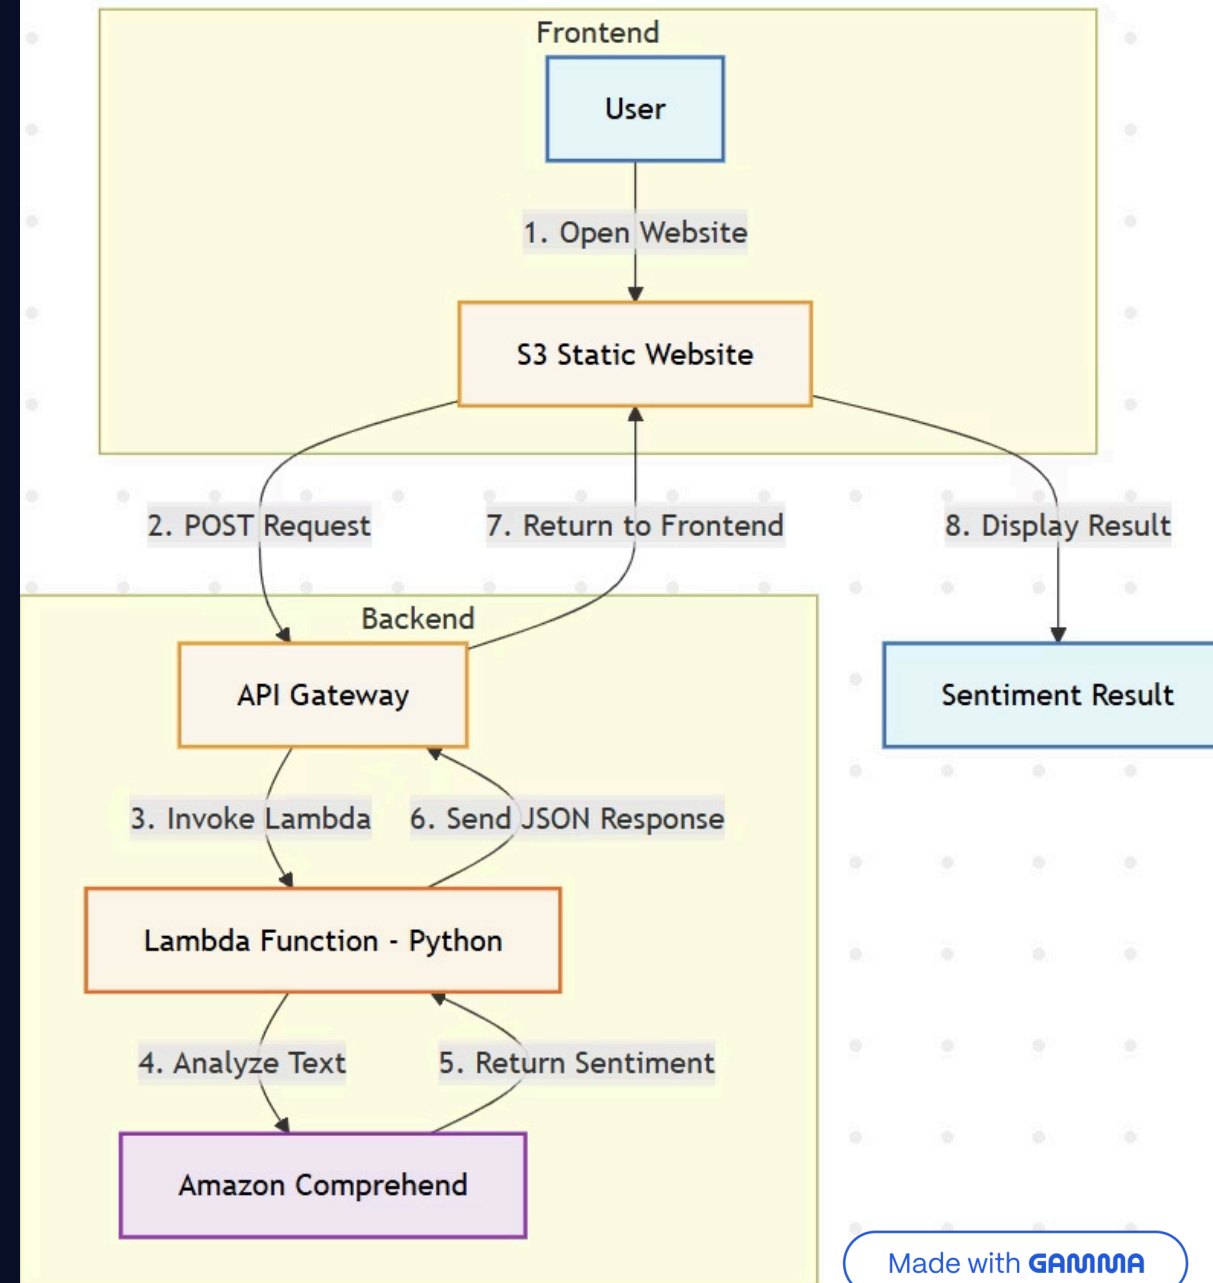 Frontend
User
1. Open Website
S3 Static Website
2. POST Request
7. Return to Frontend
8. Display Result
Backend
API Gateway
Sentiment Result
3. Invoke Lambda
6. Send JSON Response
Lambda Function - Python
4. Analyze Text
5. Return Sentiment
Amazon Comprehend
Made with GAMMA